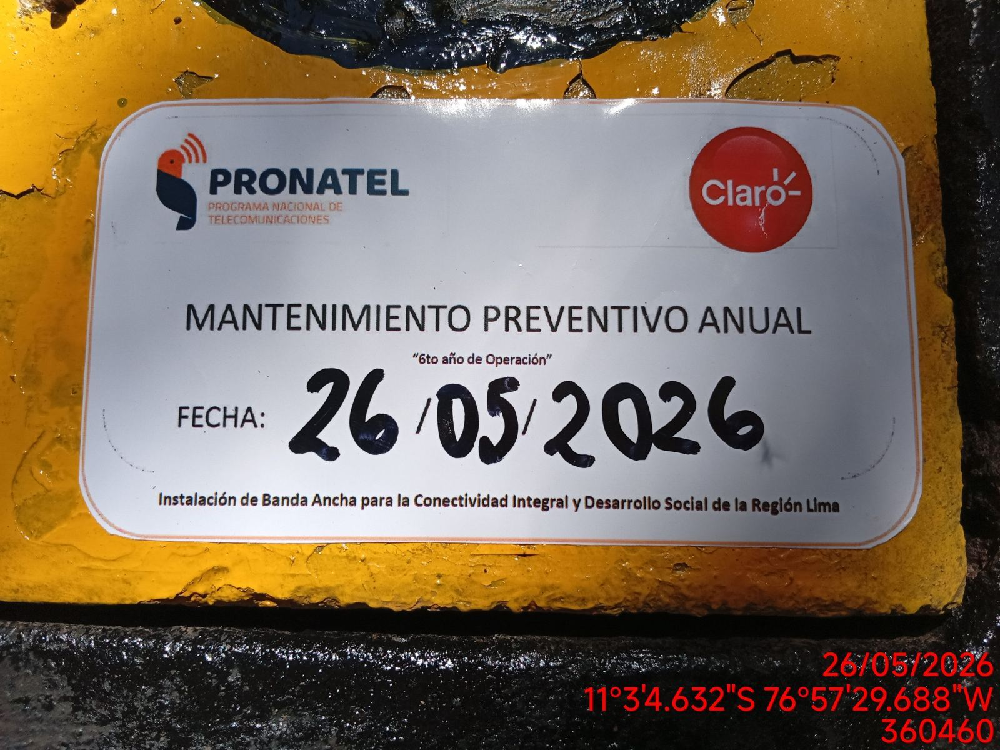 PRONATEL
PROGRAMA NACIONAL DE
TELECOMUNICACIONES
Claro
MANTENIMIENTO PREVENTIVO ANUAL
“6to año de Operación”
FECHA: 26/05/2026
Instalación de Banda Ancha para la Conectividad Integral y Desarrollo Social de la Región Lima
26/05/2026
11°3'4.632"S 76°57'29.688"W
360460